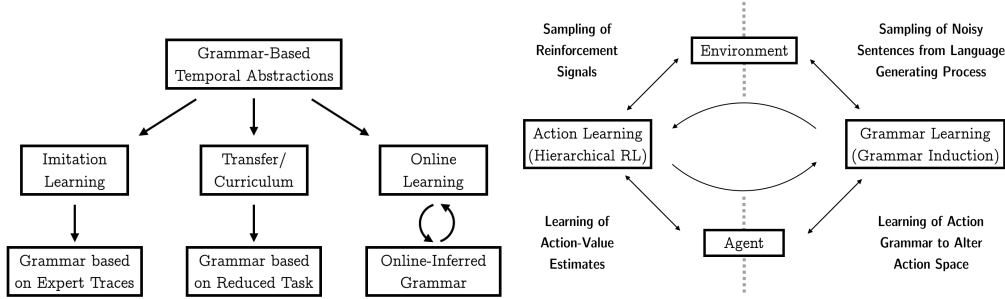 Grammar-Based
Temporal Abstractions
Imitation
Learning
Transfer/
Curriculum
Online
Learning
Grammar based
on Expert Traces
Grammar based
on Reduced Task
Online-Inferred
Grammar
Sampling of
Reinforcement
Signals
Environment
Sampling of Noisy
Sentences from Language
Generating Process
Action Learning
(Hierarchical RL)
Grammar Learning
(Grammar Induction)
Learning of
Action-Value
Estimates
Agent
Learning of Action
Grammar to Alter
Action Space